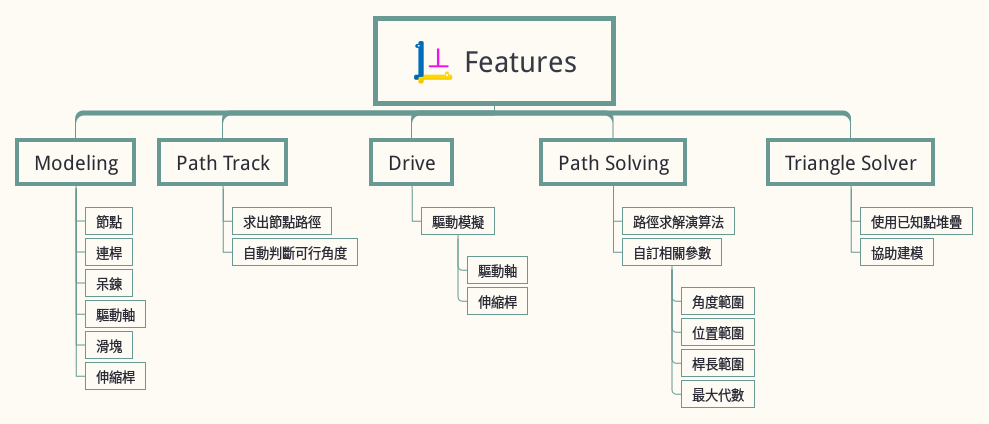 Features
Modeling
節點
連桿
呆鍊
驅動軸
滑塊
伸縮桿
Path Track
求出節點路徑
自動判斷可行角度
Drive
驅動模擬
驅動軸
伸縮桿
Path Solving
路徑求解演算法
自訂相關參數
角度範圍
位置範圍
桿長範圍
最大代數
Triangle Solver
使用已知點堆疊
協助建模